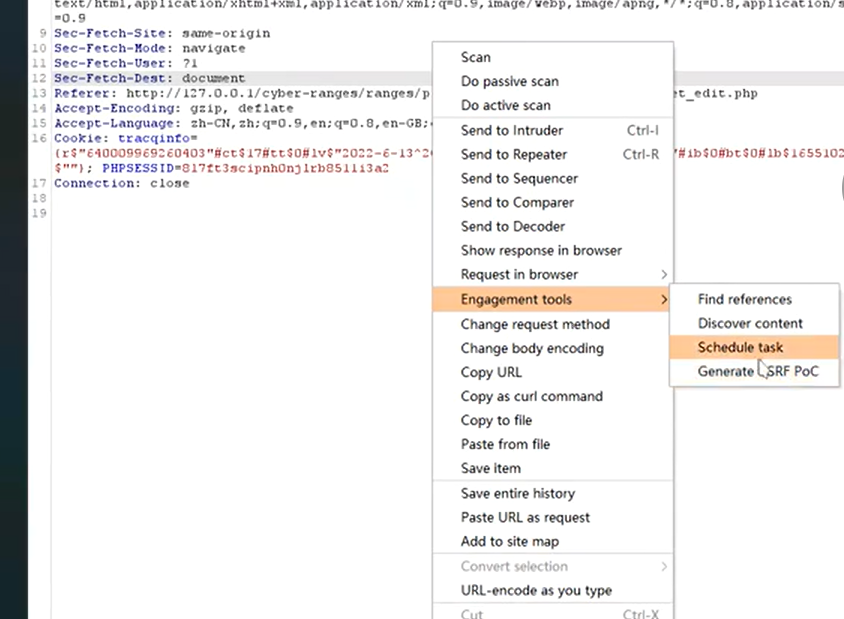 text/html,application/xhtml+xml,application/xml;q=0.9,image/webp,image/apng,*/*;q=0.8,application/s
=0.9
9 Sec-Fetch-Site: same-origin
10 Sec-Fetch-Mode: navigate
11 Sec-Fetch-User: ?1
12 Sec-Fetch-Dest: document
13 Referer: http://127.0.0.1/cyber-ranges/ranges/p et_edit.php
14 Accept-Encoding: gzip, deflate
15 Accept-Language: zh-CN,zh;q=0.9,en;q=0.8,en-GB;
16 Cookie: tracqinfo=
{r$"640009969260403"#ct$17#tt$0#lv$"2022-6-13^2 "#ib$0#bt$0#lb$1655102
$""}; PHPSESSID=817ft3scipnh0njlrb851li3a2
17 Connection: close
18
19
Scan
Do passive scan
Do active scan
Send to Intruder Ctrl-I
Send to Repeater Ctrl-R
Send to Sequencer
Send to Comparer
Send to Decoder
Show response in browser
Request in browser >
Engagement tools >
Change request method
Change body encoding
Copy URL
Copy as curl command
Copy to file
Paste from file
Save item
Save entire history
Paste URL as request
Add to site map
Convert selection >
URL-encode as you type
Cut Ctrl-X
Find references
Discover content
Schedule task
Generate SRF PoC